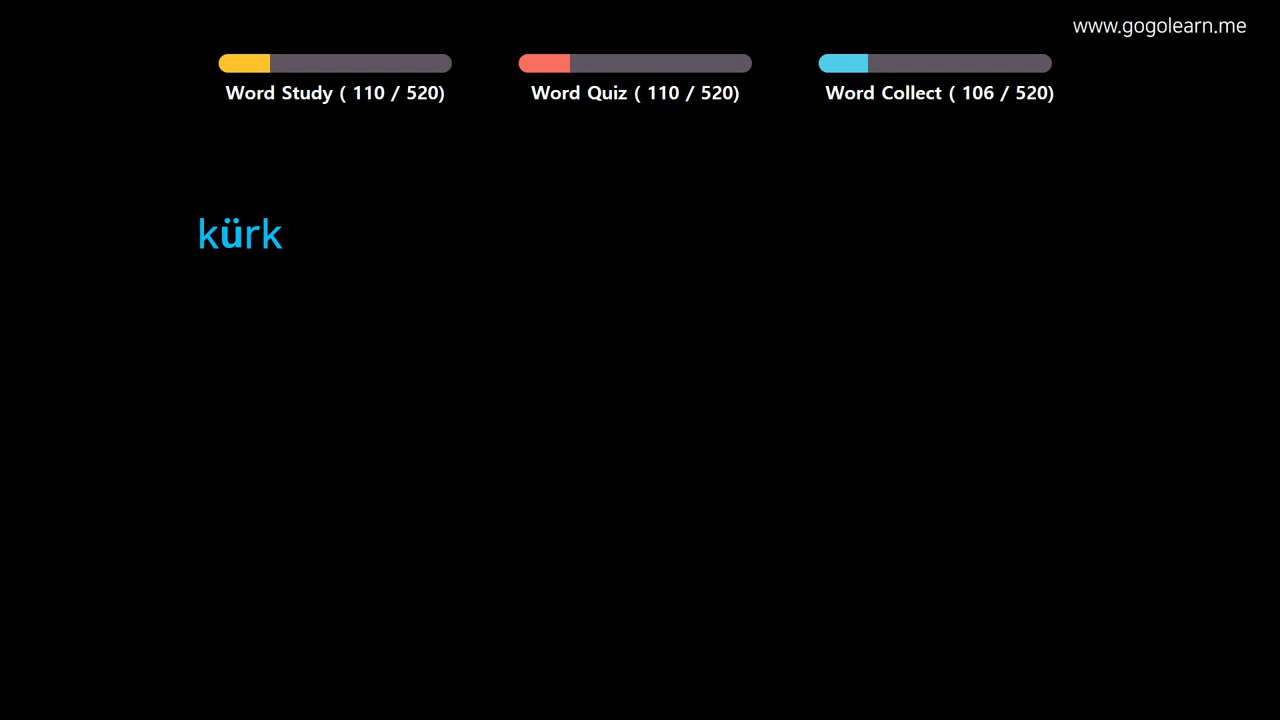 www.gogolearn.me
Word Study ( 110 / 520)
Word Quiz ( 110 / 520)
Word Collect ( 106 / 520)
kürk